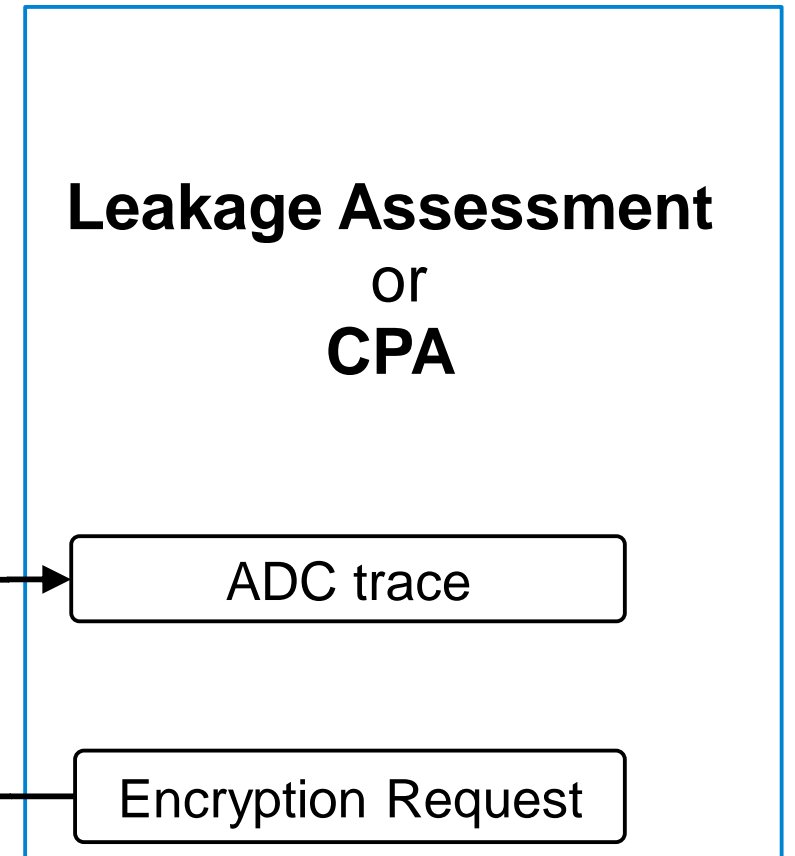 Leakage Assessment
or
CPA
ADC trace
Encryption Request